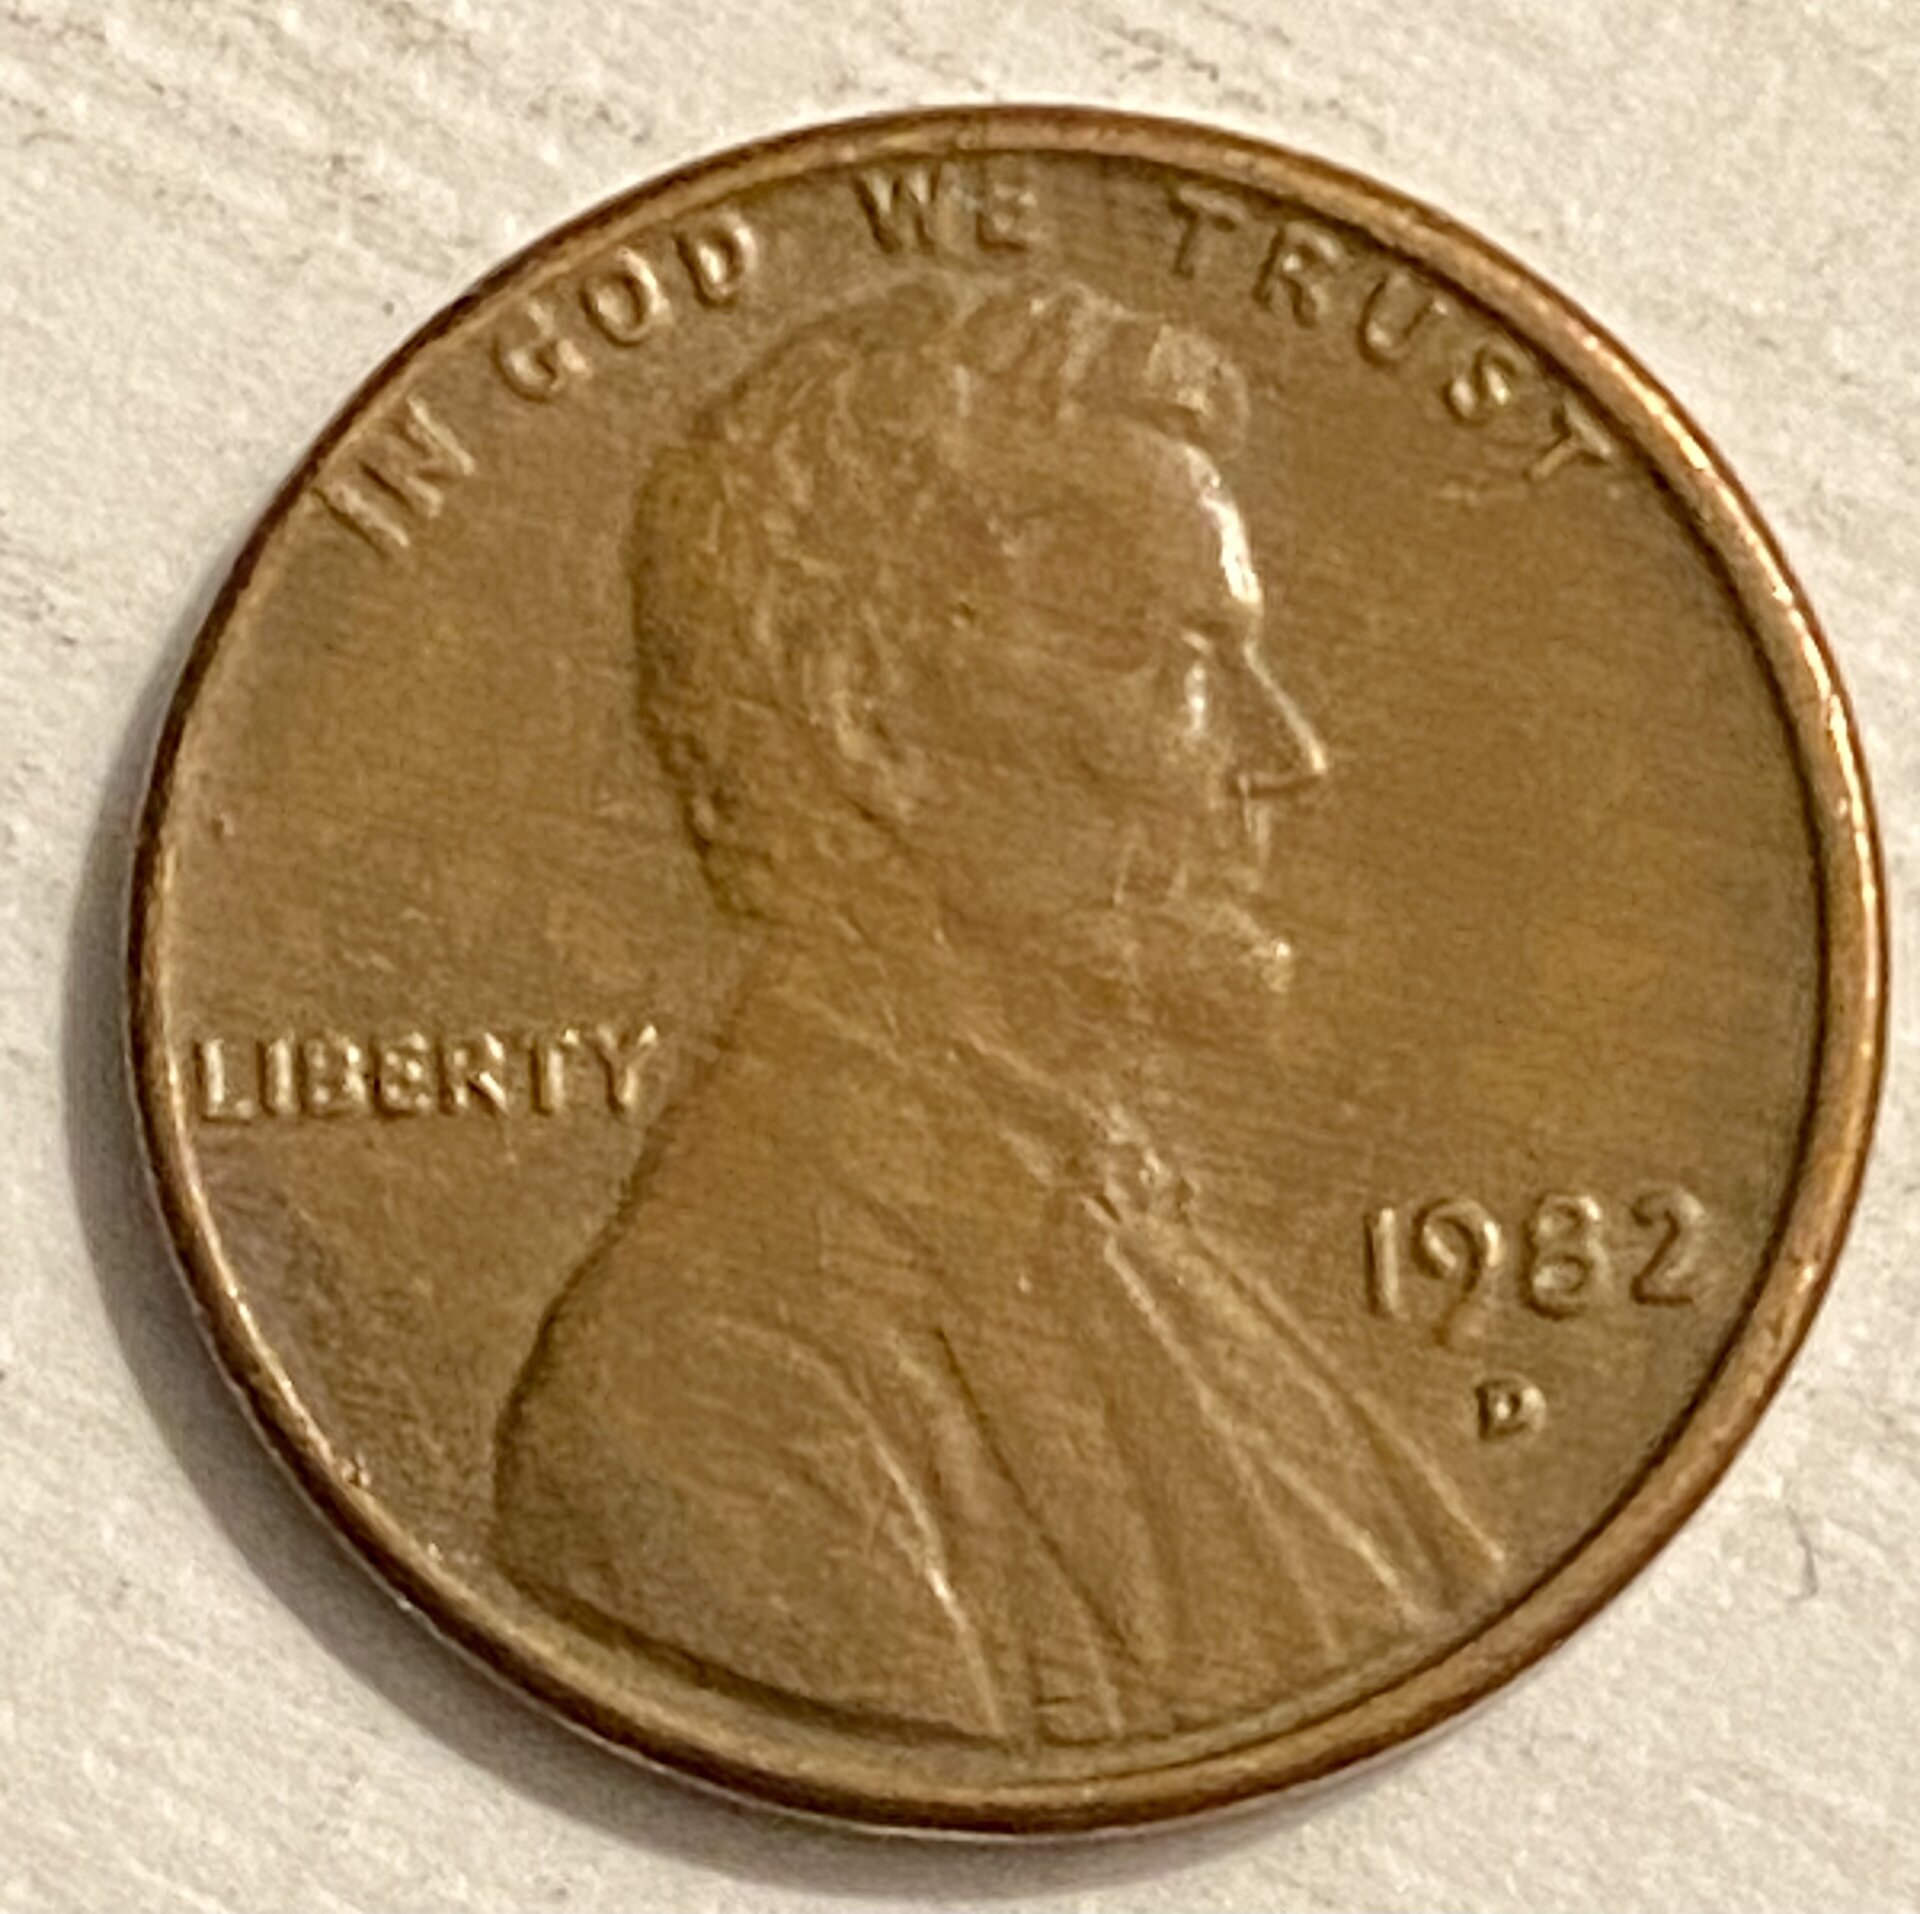 IN GOD WE TRUST
LIBERTY
1982
D